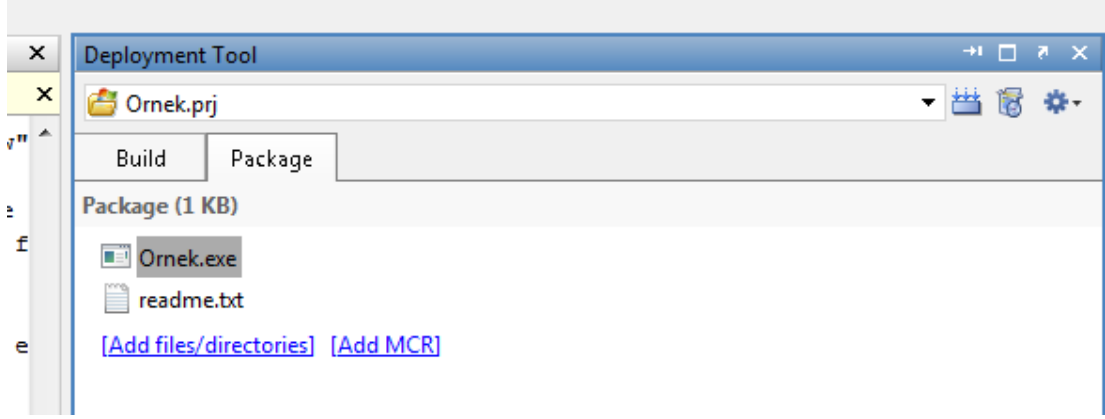 Deployment Tool
Ornek.prj
Build Package
Package (1 KB)
Ornek.exe
readme.txt
[Add files/directories] [Add MCR]
"
f
e